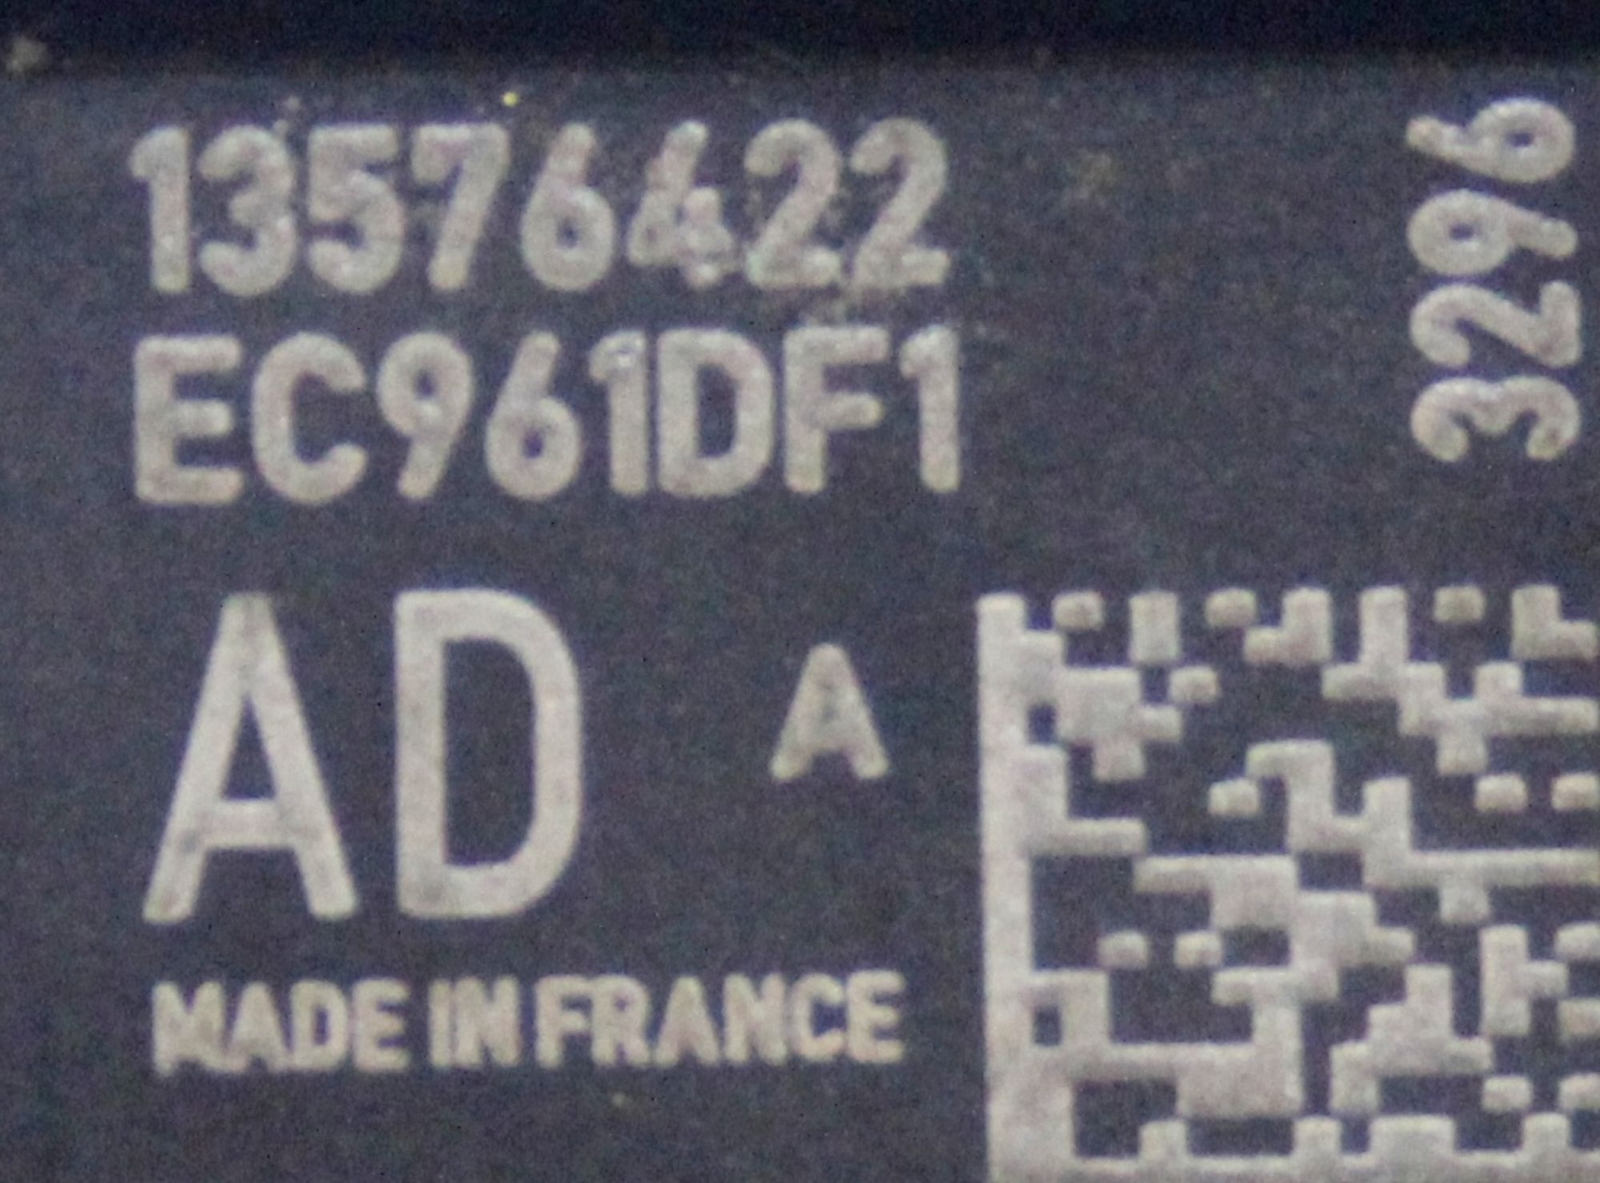 13576422
EC961DF1
AD A
MADE IN FRANCE
3296